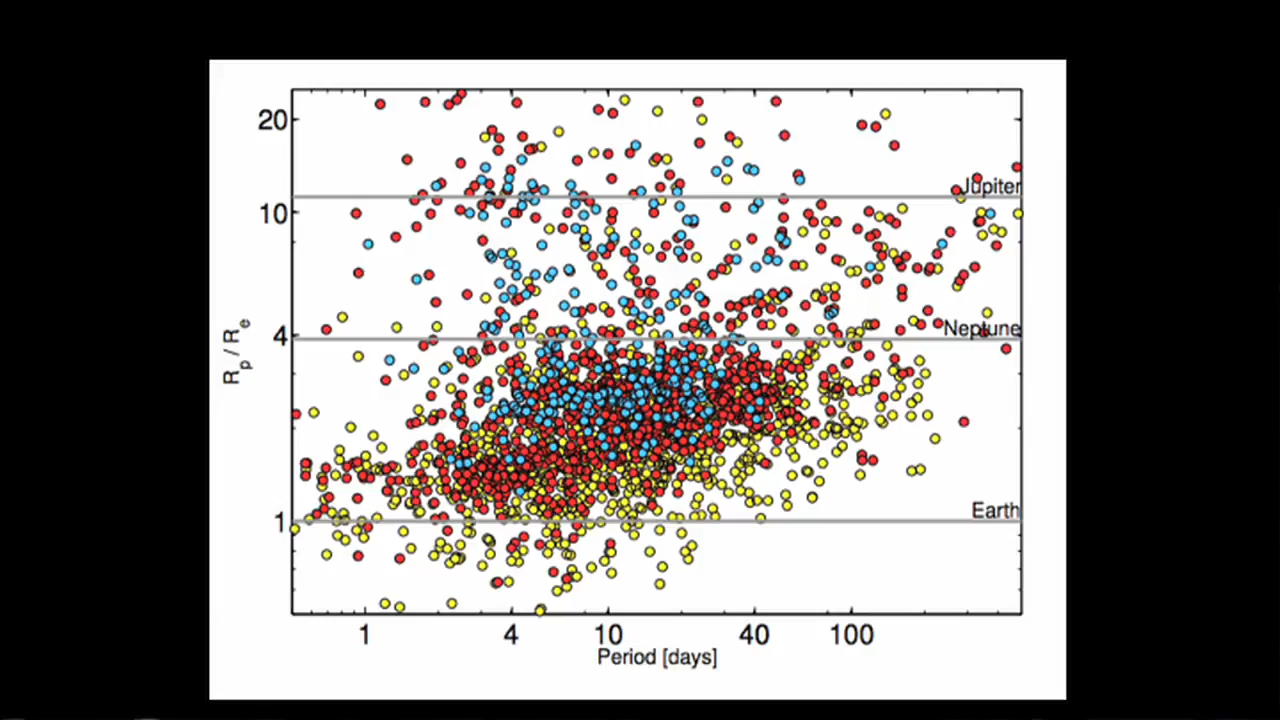 20
Jupiter
10
Neptune
4
R_p / R_e
Earth
1
1 4 10 40 100
Period [days]